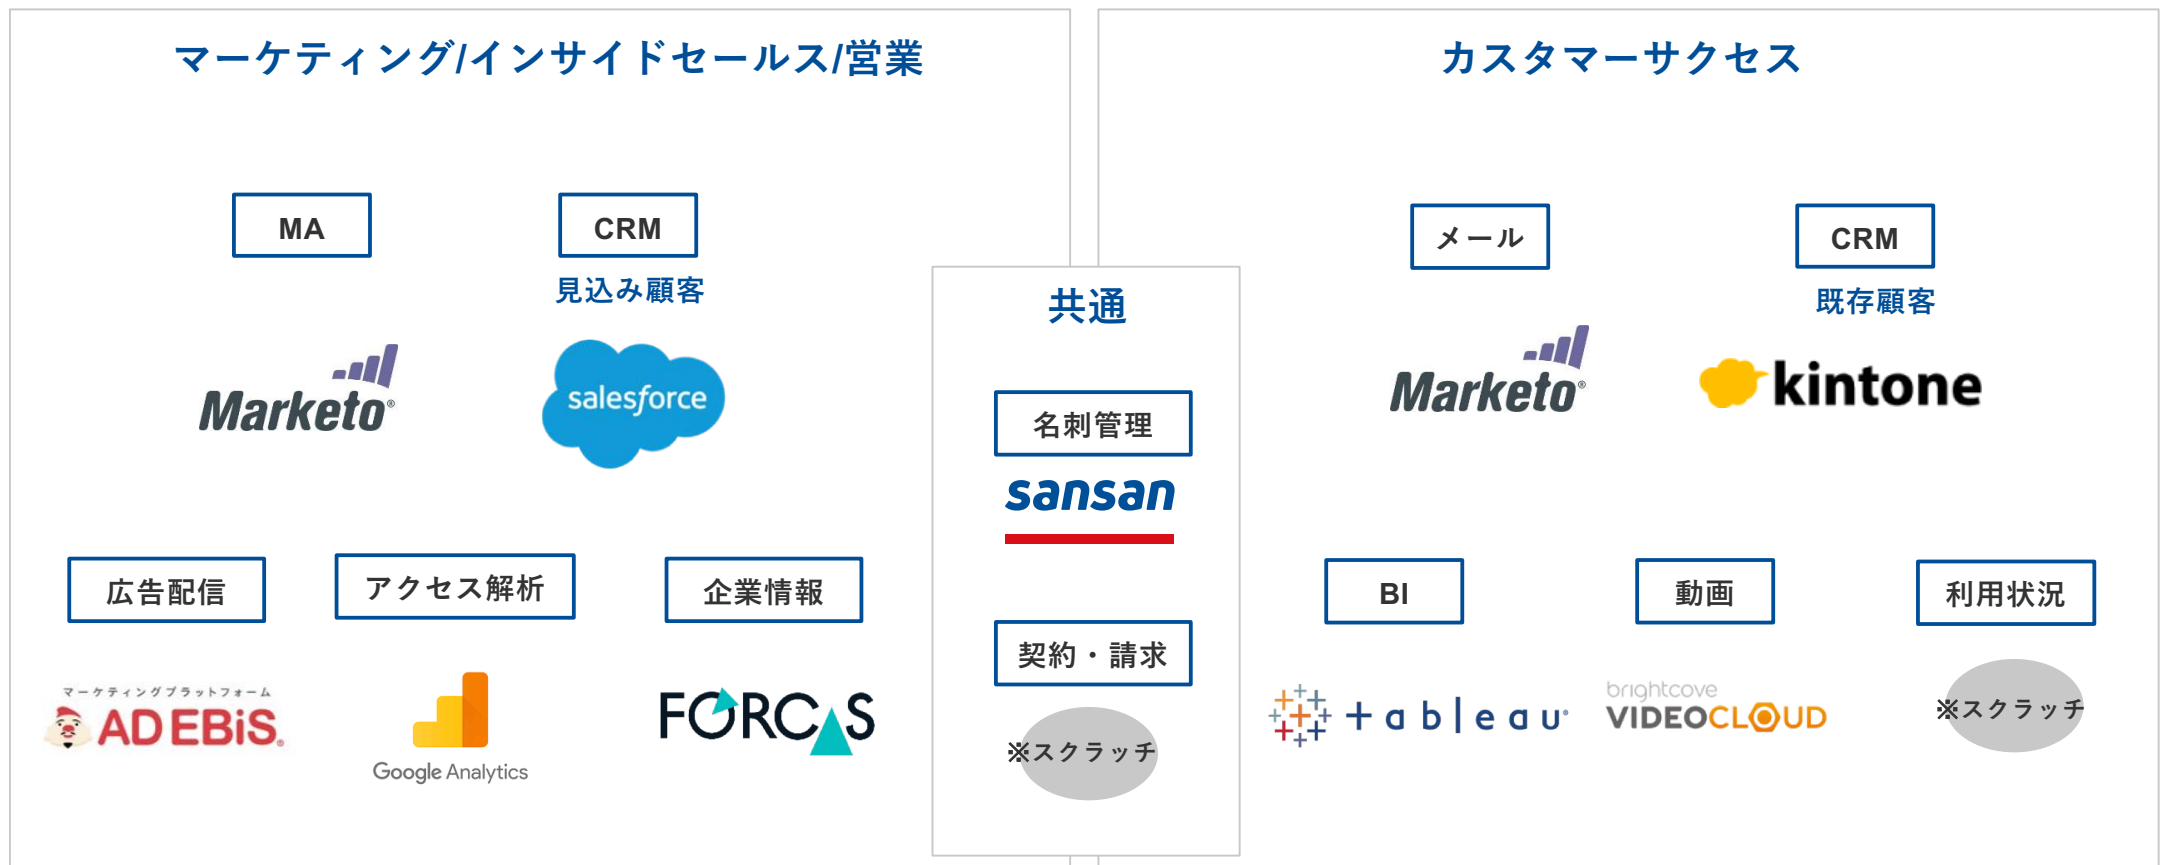 マーケティング/インサイドセールス/営業
MA
CRM
見込み顧客
Marketo®
salesforce
広告配信
アクセス解析
企業情報
マーケティングプラットフォーム
AD EBiS.
Google Analytics
FORCAS
共通
名刺管理
sansan
契約・請求
※スクラッチ
カスタマーサクセス
メール
CRM
既存顧客
Marketo®
kintone
BI
動画
利用状況
+ableau
brightcove
VIDEOCLOUD
※スクラッチ